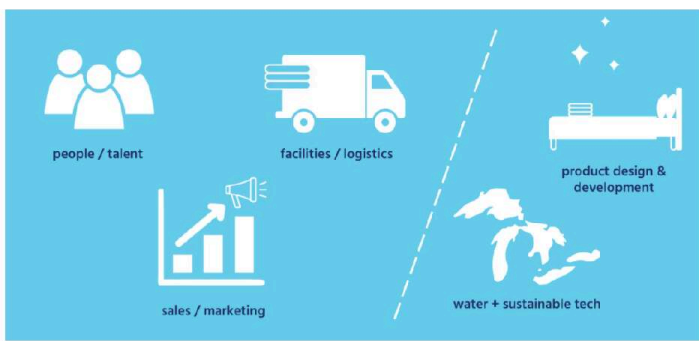 people / talent
facilities / logistics
product design &
development
sales / marketing
water + sustainable tech